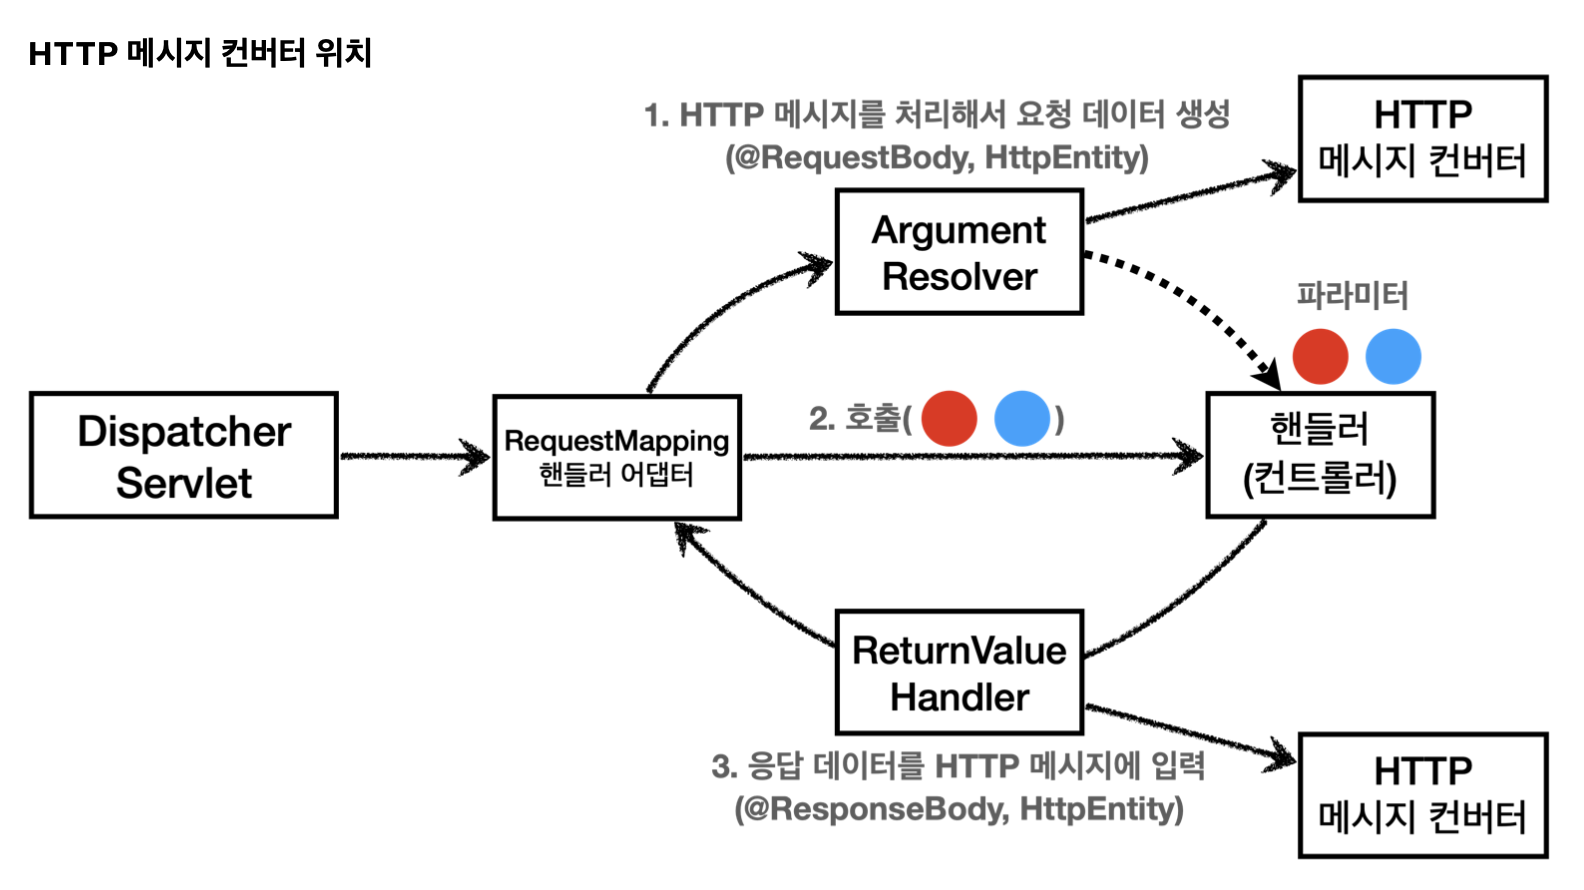 HTTP 메시지 컨버터 위치
1. HTTP 메시지를 처리해서 요청 데이터 생성
(@RequestBody, HttpEntity)
HTTP
메시지 컨버터
Argument
Resolver
파라미터
Dispatcher
Servlet
RequestMapping
핸들러 어댑터
2. 호출( )
핸들러
(컨트롤러)
ReturnValue
Handler
3. 응답 데이터를 HTTP 메시지에 입력
(@ResponseBody, HttpEntity)
HTTP
메시지 컨버터